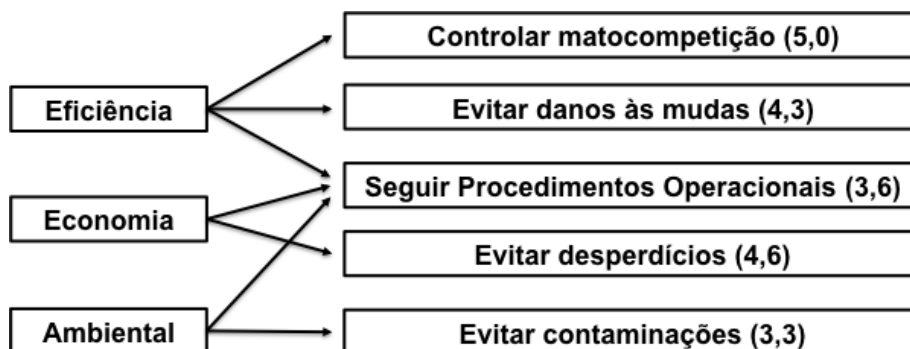 Controlar matocompetição (5,0)
Eficiência
Evitar danos às mudas (4,3)
Seguir Procedimentos Operacionais (3,6)
Economia
Evitar desperdícios (4,6)
Ambiental
Evitar contaminações (3,3)